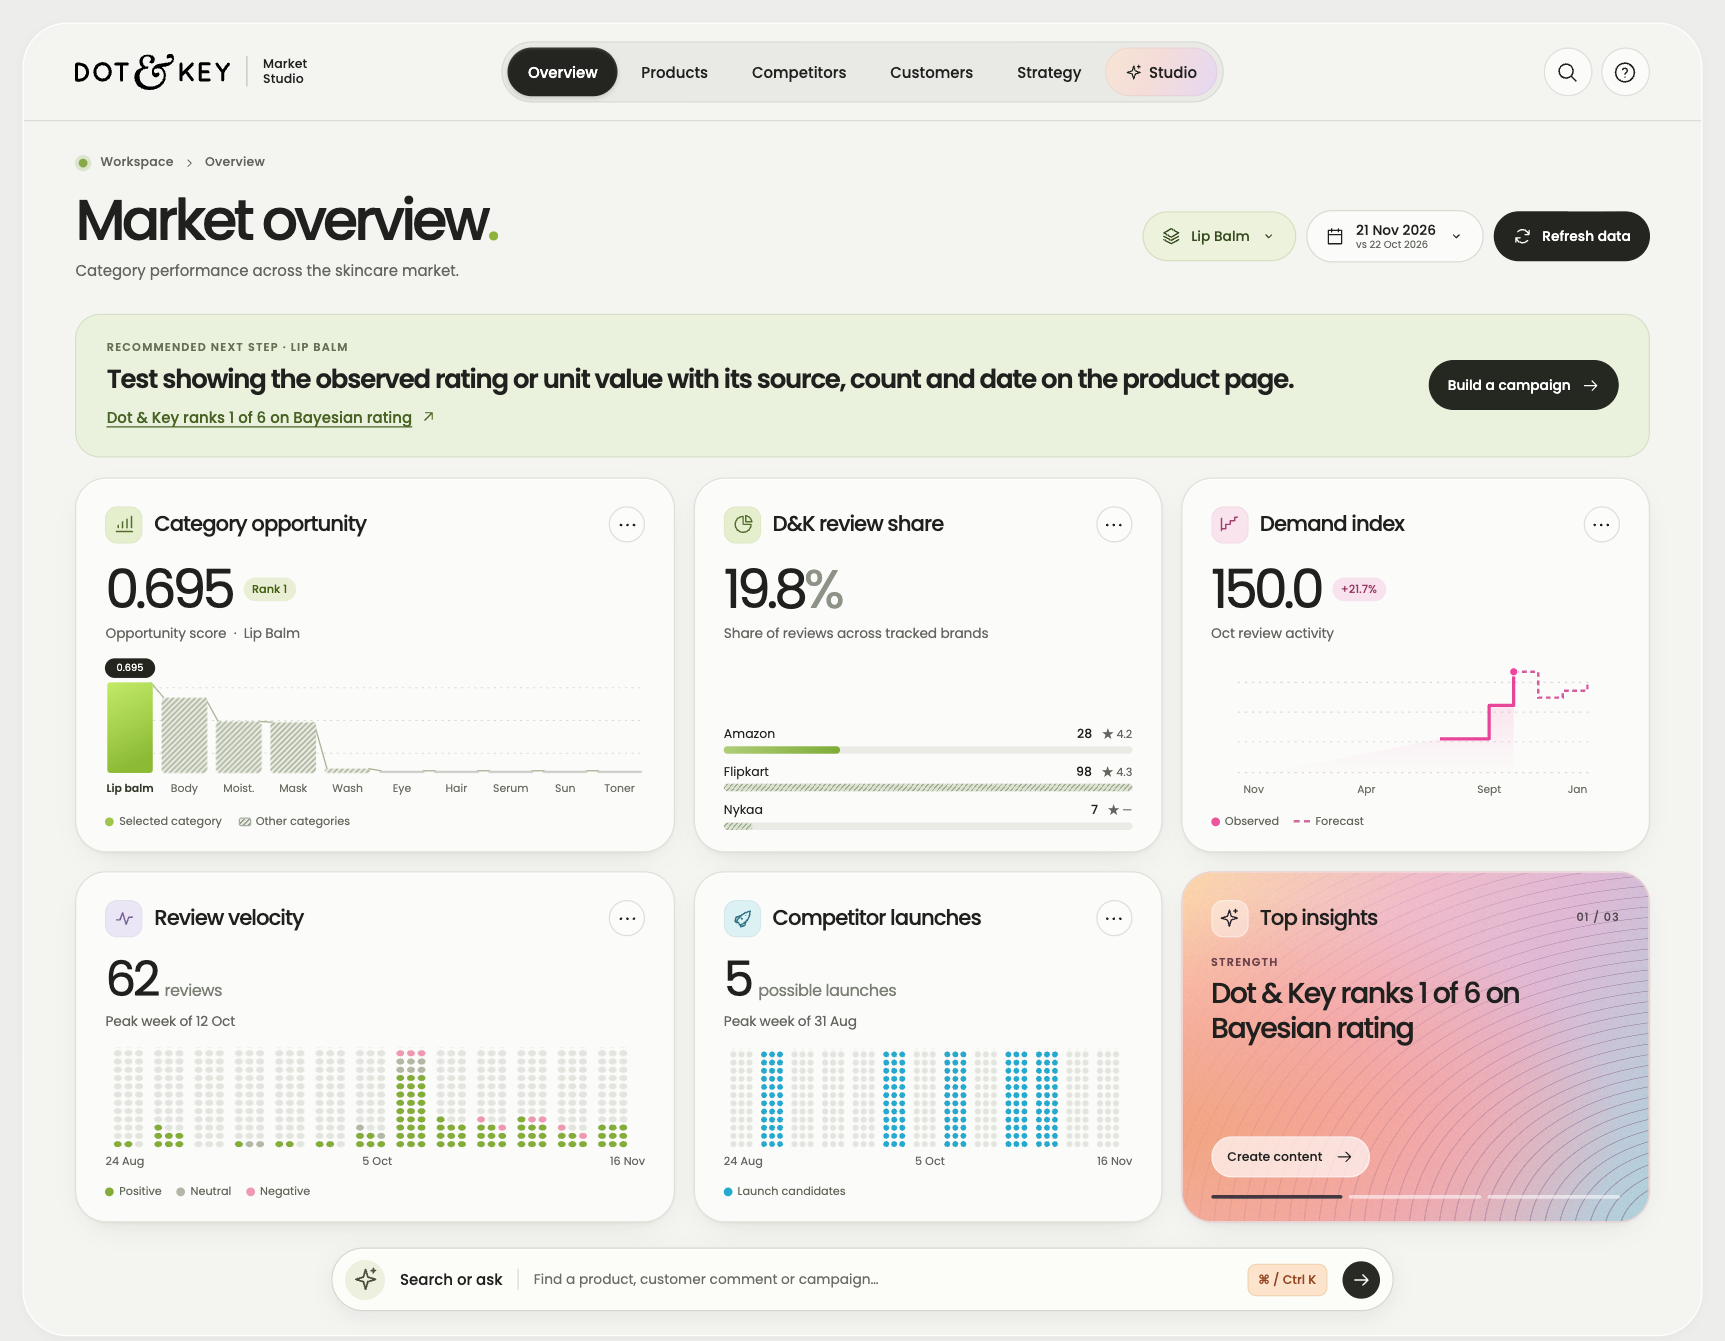 DOT & KEY
Market
Studio
Overview
Products
Competitors
Customers
Strategy
Studio
Workspace > Overview
Market overview.
Category performance across the skincare market.
Lip Balm
21 Nov 2026
vs 22 Oct 2026
Refresh data
RECOMMENDED NEXT STEP · LIP BALM
Test showing the observed rating or unit value with its source, count and date on the product page.
Dot & Key ranks 1 of 6 on Bayesian rating
Build a campaign
Category opportunity
0.695 Rank 1
Opportunity score · Lip Balm
0.695
Lip balm Body Moist. Mask Wash Eye Hair Serum Sun Toner
Selected category Other categories
D&K review share
19.8%
Share of reviews across tracked brands
Amazon 28 ★ 4.2
Flipkart 98 ★ 4.3
Nykaa 7 ★ –
Demand index
150.0 +21.7%
Oct review activity
Nov Apr Sept Jan
Observed Forecast
Review velocity
62 reviews
Peak week of 12 Oct
24 Aug 5 Oct 16 Nov
Positive Neutral Negative
Competitor launches
5 possible launches
Peak week of 31 Aug
24 Aug 5 Oct 16 Nov
Launch candidates
Top insights 01 / 03
STRENGTH
Dot & Key ranks 1 of 6 on
Bayesian rating
Create content
Search or ask Find a product, customer comment or campaign... ⌘ / Ctrl K